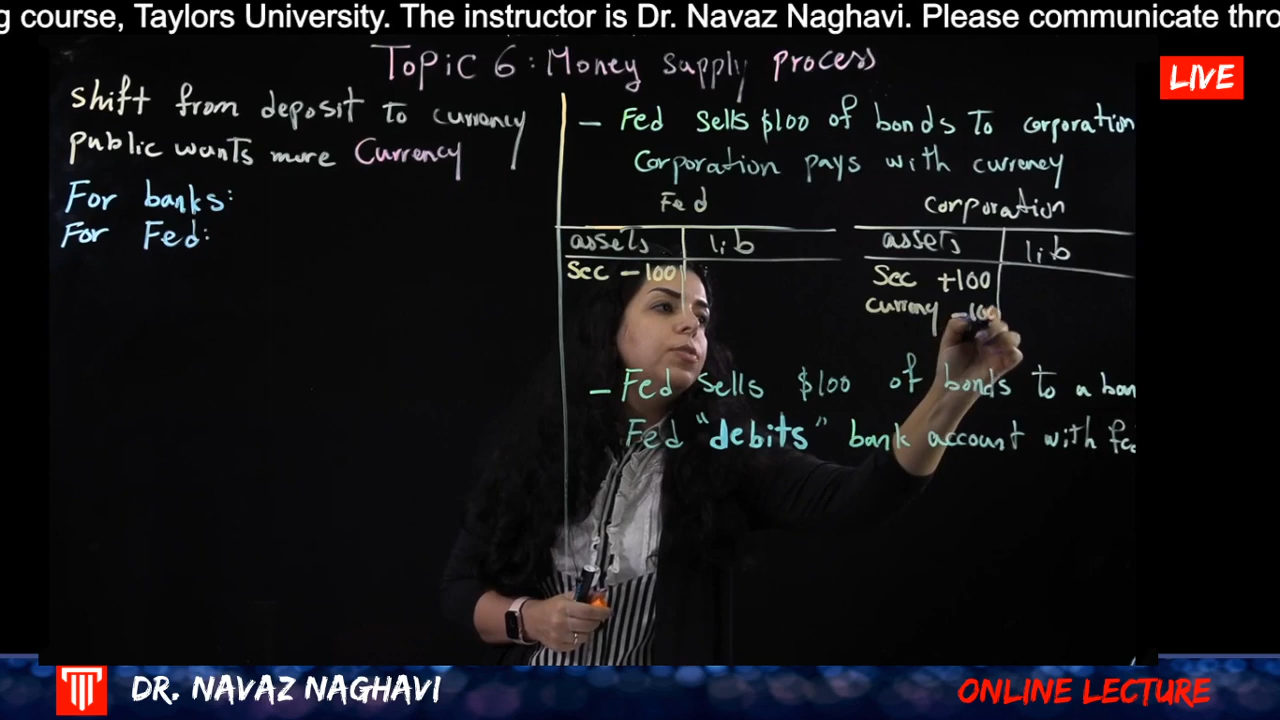 g course, Taylors University. The instructor is Dr. Navaz Naghavi. Please communicate thro
LIVE
Topic 6: Money supply process
shift from deposit to currency
public wants more Currency
For banks:
For Fed:
- Fed sells $100 of bonds to corporation
Corporation pays with currency
Fed
assets lib
Sec -100
corporation
assets lib
Sec +100
Curreny -100
- Fed sells $100 of bonds to a ban
Fed "debits" bank account with fed
DR. NAVAZ NAGHAVI
ONLINE LECTURE